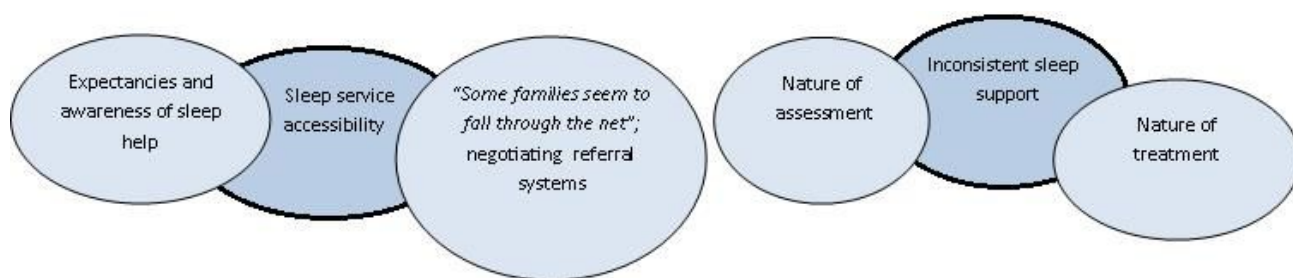 Expectancies and
awareness of sleep
help
Sleep service
accessibility
“Some families seem to
fall through the net”;
negotiating referral
systems
Nature of
assessment
Inconsistent sleep
support
Nature of
treatment